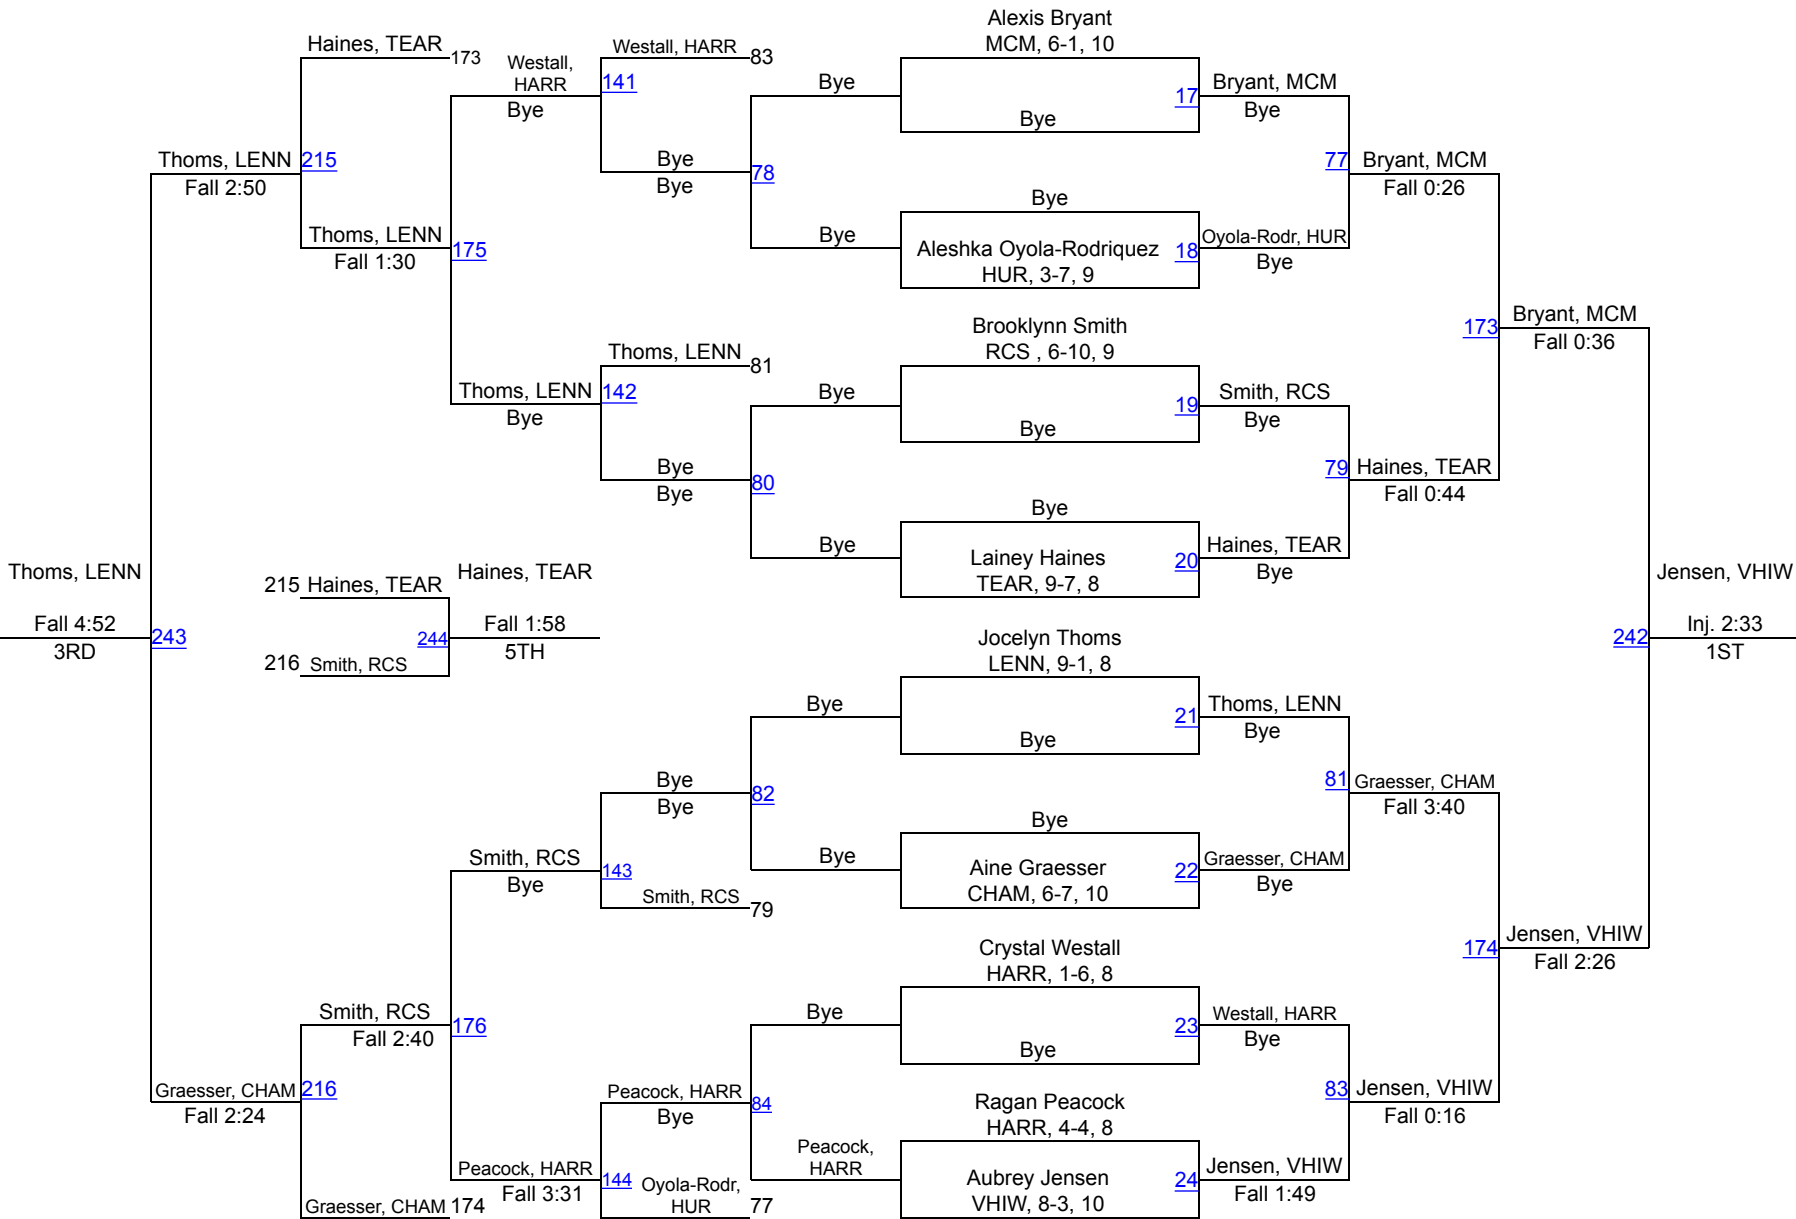 Alexis Bryant
MCM, 6-1, 10
Bye
Bye
Aleshka Oyola-Rodriquez
HUR, 3-7, 9
Brooklynn Smith
RCS , 6-10, 9
Bye
Bye
Lainey Haines
TEAR, 9-7, 8
Jocelyn Thoms
LENN, 9-1, 8
Bye
Bye
Aine Graesser
CHAM, 6-7, 10
Crystal Westall
HARR, 1-6, 8
Bye
Ragan Peacock
HARR, 4-4, 8
Aubrey Jensen
VHIW, 8-3, 10
17
Bryant, MCM
Bye
18
Oyola-Rodr, HUR
Bye
19
Smith, RCS
Bye
20
Haines, TEAR
Bye
21
Thoms, LENN
Bye
22
Graesser, CHAM
Bye
23
Westall, HARR
Bye
24
Jensen, VHIW
Fall 1:49
77
Bryant, MCM
Fall 0:26
79
Haines, TEAR
Fall 0:44
81
Graesser, CHAM
Fall 3:40
83
Jensen, VHIW
Fall 0:16
173
Bryant, MCM
Fall 0:36
174
Jensen, VHIW
Fall 2:26
Jensen, VHIW
242
Inj. 2:33
1ST
Bye
Bye
Bye
Bye
Bye
Bye
Bye
Peacock,
HARR
Westall, HARR
83
Bye
78
Bye
Thoms, LENN
81
Bye
80
Bye
Bye
82
Bye
Smith, RCS
79
Peacock, HARR
84
Bye
Oyola-Rodr,
HUR
77
Westall,
HARR
141
Bye
Thoms, LENN
142
Bye
Smith, RCS
143
Bye
Peacock, HARR
144
Fall 3:31
Haines, TEAR
173
Thoms, LENN
175
Fall 1:30
Smith, RCS
176
Fall 2:40
Graesser, CHAM
174
Thoms, LENN
215
Fall 2:50
Graesser, CHAM
216
Fall 2:24
Thoms, LENN
243
Fall 4:52
3RD
215
Haines, TEAR
216
Smith, RCS
244
Haines, TEAR
Fall 1:58
5TH